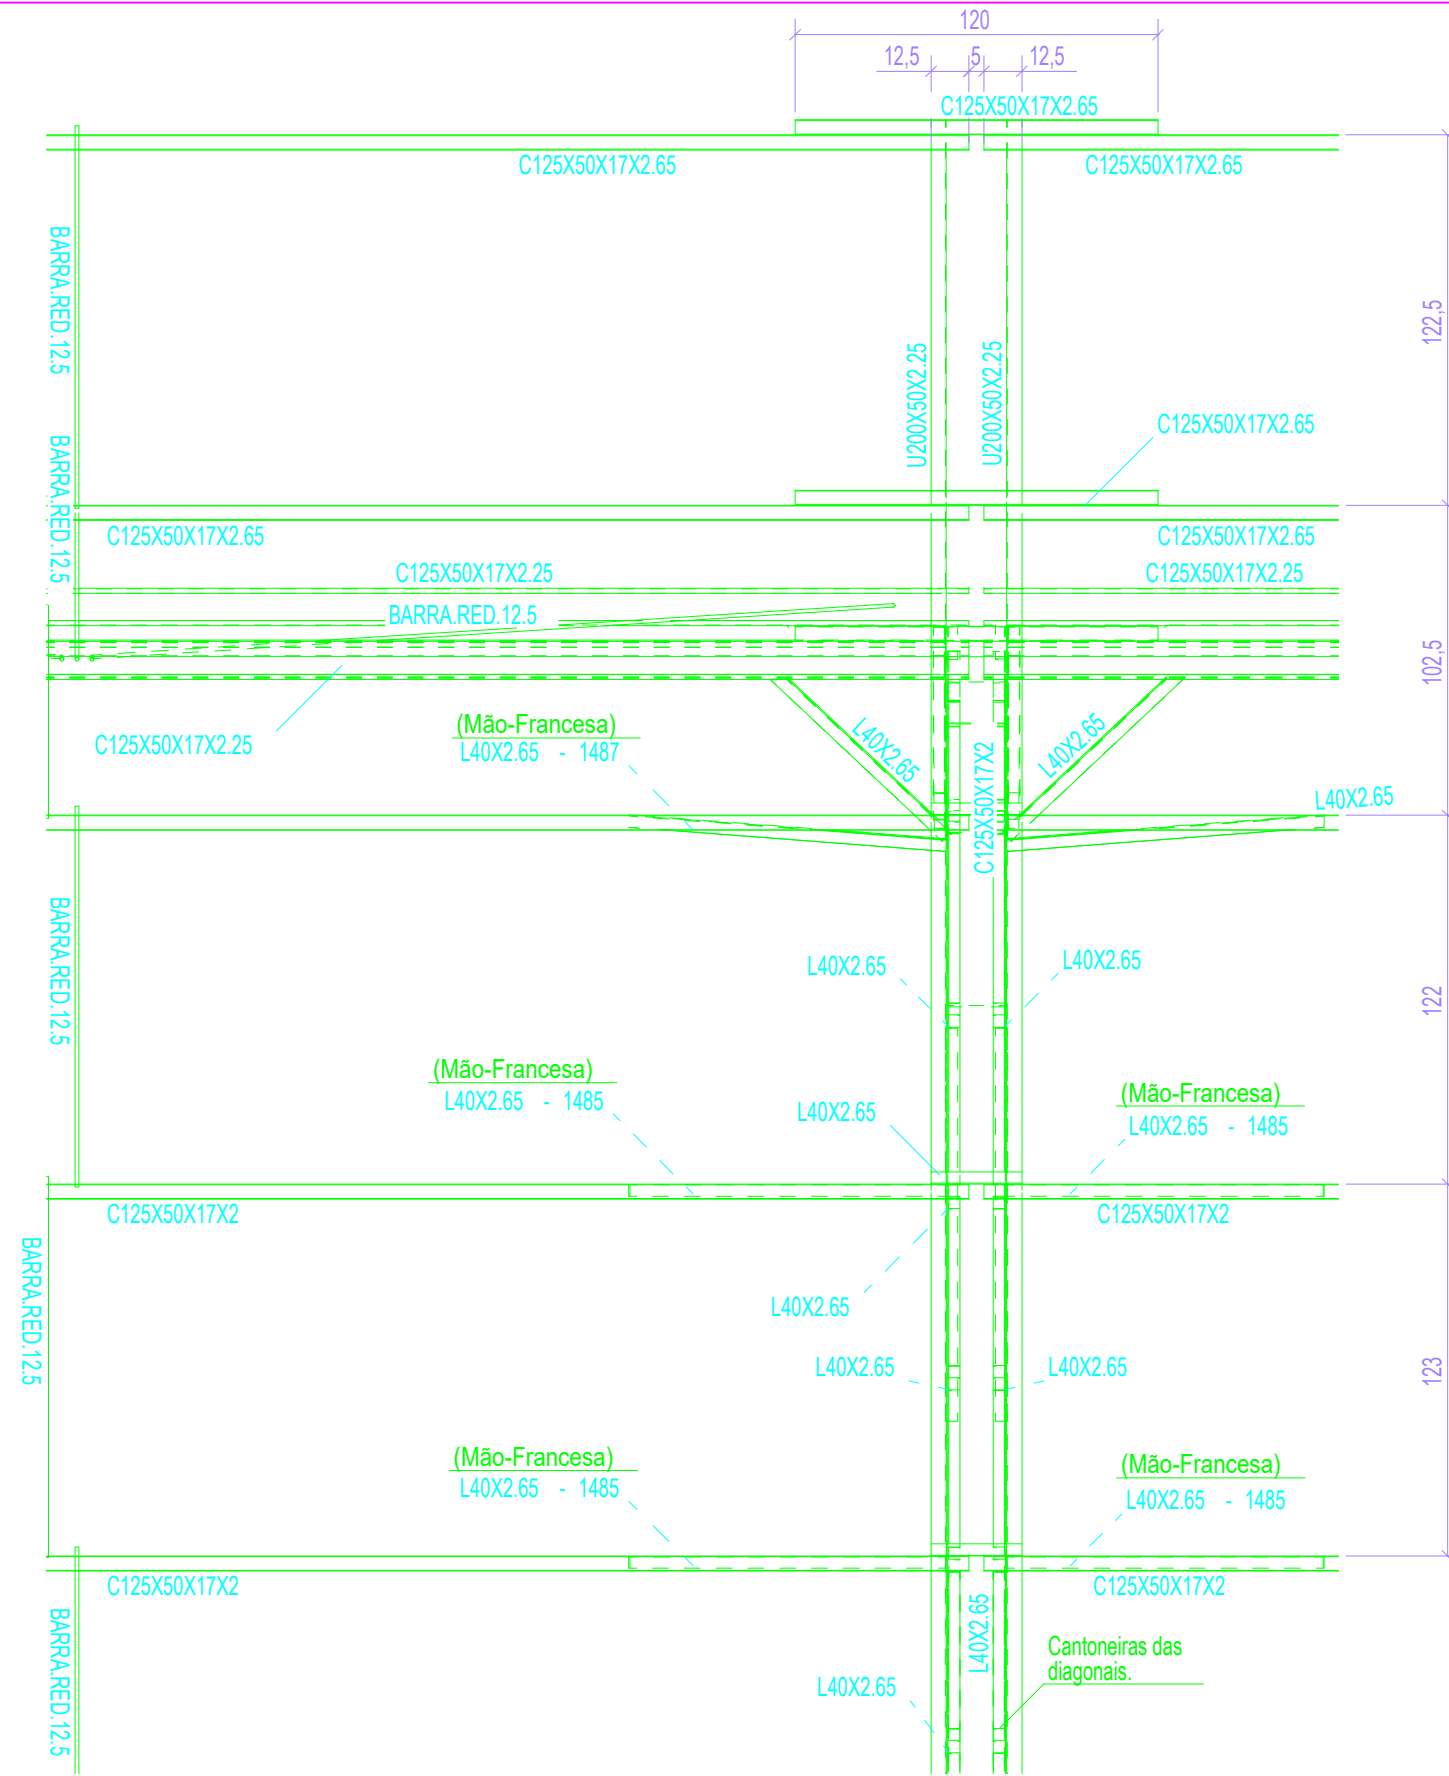 120
12,5
5
12,5
C125X50X17X2.65
C125X50X17X2.65
C125X50X17X2.65
BARRA.RED.12.5
122,5
U200X50X2.25
U200X50X2.25
C125X50X17X2.65
BARRA.RED.12.5
C125X50X17X2.65
C125X50X17X2.65
C125X50X17X2.25
C125X50X17X2.25
BARRA.RED.12.5
102,5
C125X50X17X2.25
(Mão-Francesa)
L40X2.65 - 1487
L40X2.65
L40X2.65
C125X50X17X2
L40X2.65
BARRA.RED.12.5
L40X2.65
L40X2.65
122
(Mão-Francesa)
L40X2.65 - 1485
L40X2.65
(Mão-Francesa)
L40X2.65 - 1485
C125X50X17X2
C125X50X17X2
BARRA.RED.12.5
L40X2.65
L40X2.65
L40X2.65
123
(Mão-Francesa)
L40X2.65 - 1485
(Mão-Francesa)
L40X2.65 - 1485
C125X50X17X2
C125X50X17X2
BARRA.RED.12.5
L40X2.65
Cantoneiras das
diagonais.
L40X2.65